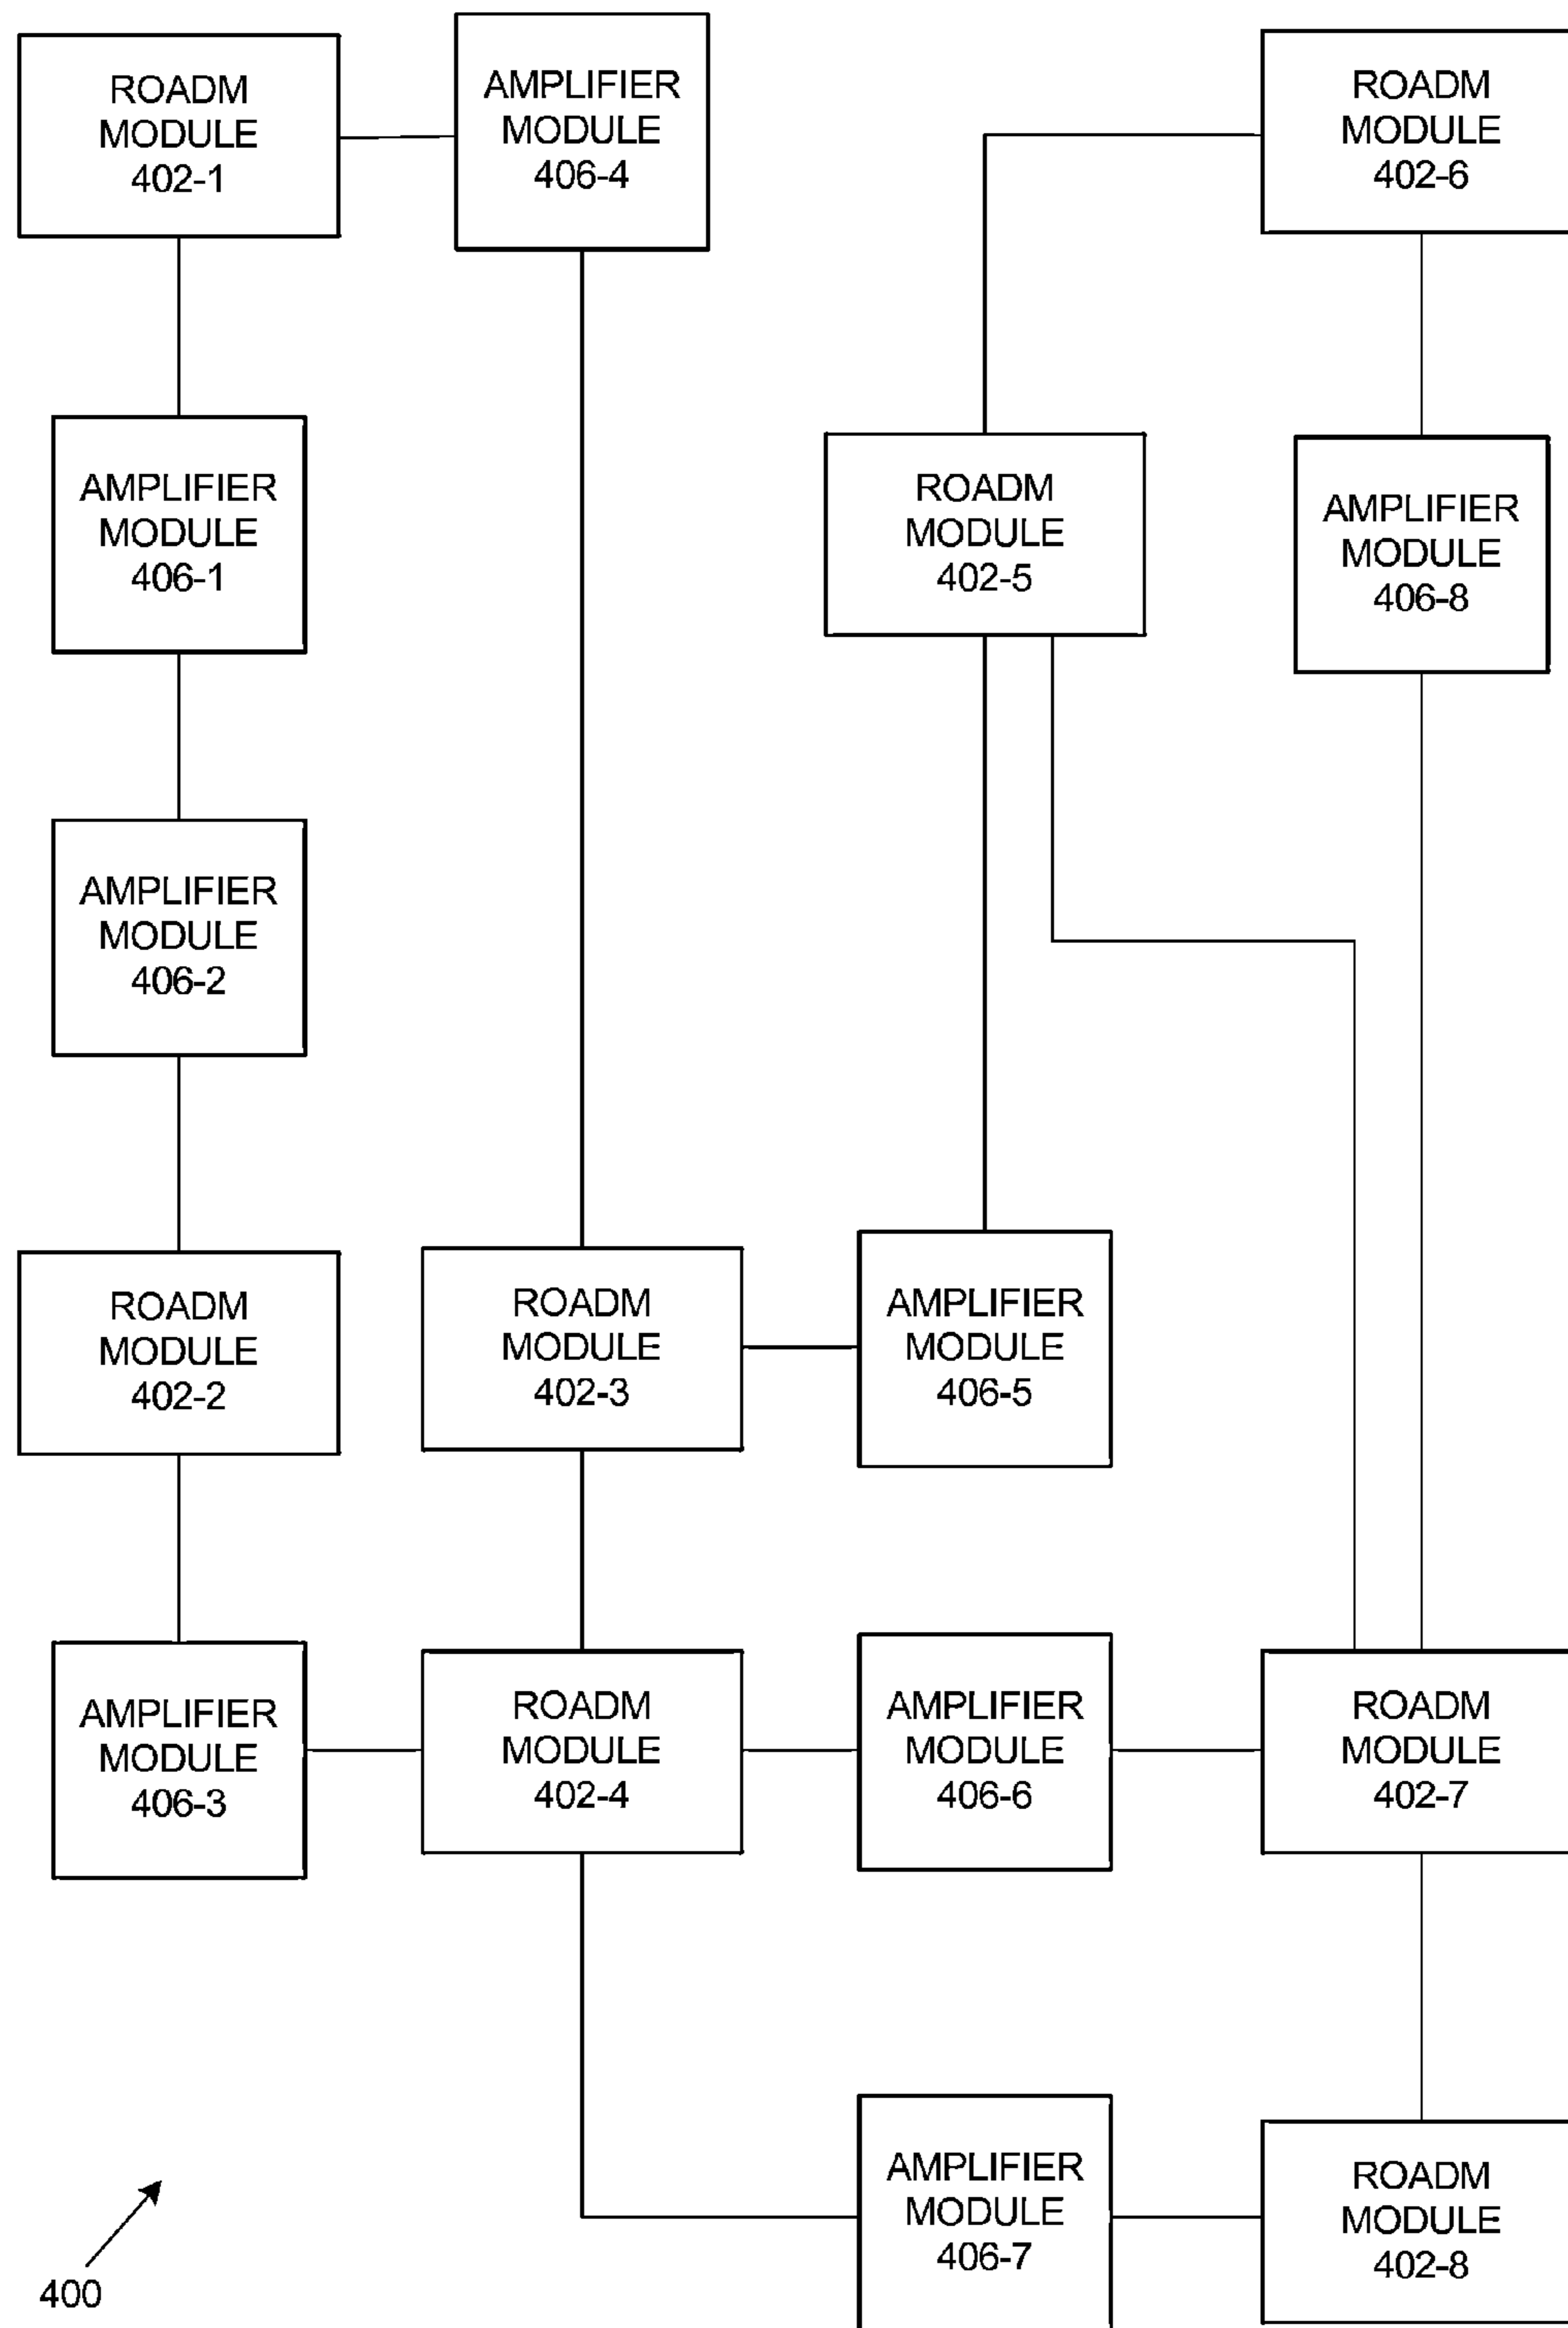 ROADM
MODULE
402-1
AMPLIFIER
MODULE
406-4
ROADM
MODULE
402-6
AMPLIFIER
MODULE
406-1
ROADM
MODULE
402-5
AMPLIFIER
MODULE
406-8
AMPLIFIER
MODULE
406-2
ROADM
MODULE
402-2
ROADM
MODULE
402-3
AMPLIFIER
MODULE
406-5
AMPLIFIER
MODULE
406-3
ROADM
MODULE
402-4
AMPLIFIER
MODULE
406-6
ROADM
MODULE
402-7
AMPLIFIER
MODULE
406-7
ROADM
MODULE
402-8
400